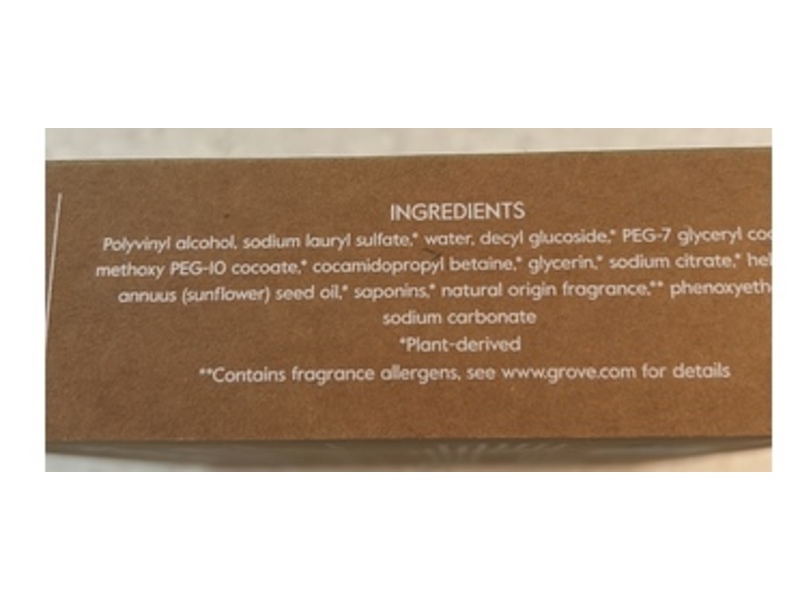 INGREDIENTS
Polyvinyl alcohol, sodium lauryl sulfate,* water, decyl glucoside,* PEG-7 glyceryl
methoxy PEG-10 cocoate,* cocamidopropyl betaine,* glycerin,* sodium citrate,*
annuus (sunflower) seed oil,* saponins,* natural origin fragrance,**
sodium carbonate
*Plant-derived
**Contains fragrance allergens, see www.grove.com for details